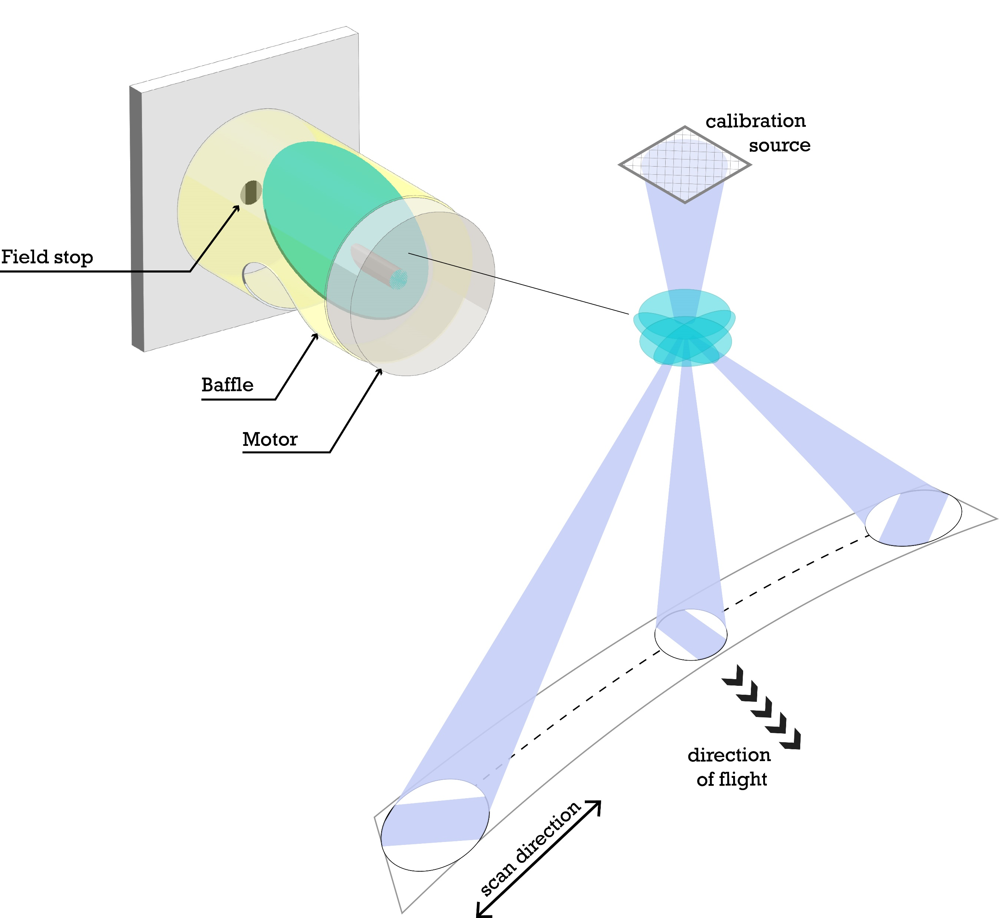 calibration
source
Field stop
Baffle
Motor
direction
of flight
scan direction